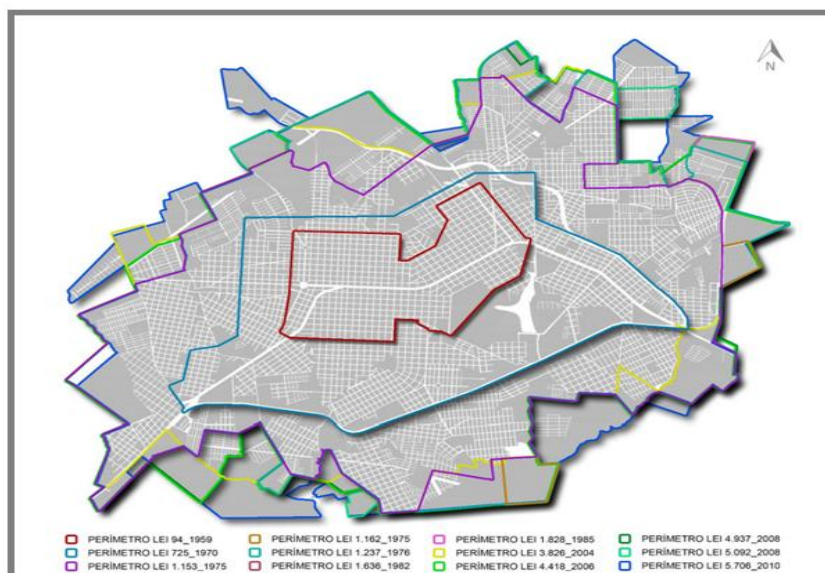 N
PERÍMETRO LEI 94_1959 PERÍMETRO LEI 1.162_1975 PERÍMETRO LEI 1.828_1985 PERÍMETRO LEI 4.937_2008
PERÍMETRO LEI 725_1970 PERÍMETRO LEI 1.237_1976 PERÍMETRO LEI 3.826_2004 PERÍMETRO LEI 5.092_2008
PERÍMETRO LEI 1.153_1975 PERÍMETRO LEI 1.636_1982 PERÍMETRO LEI 4.418_2006 PERÍMETRO LEI 5.706_2010